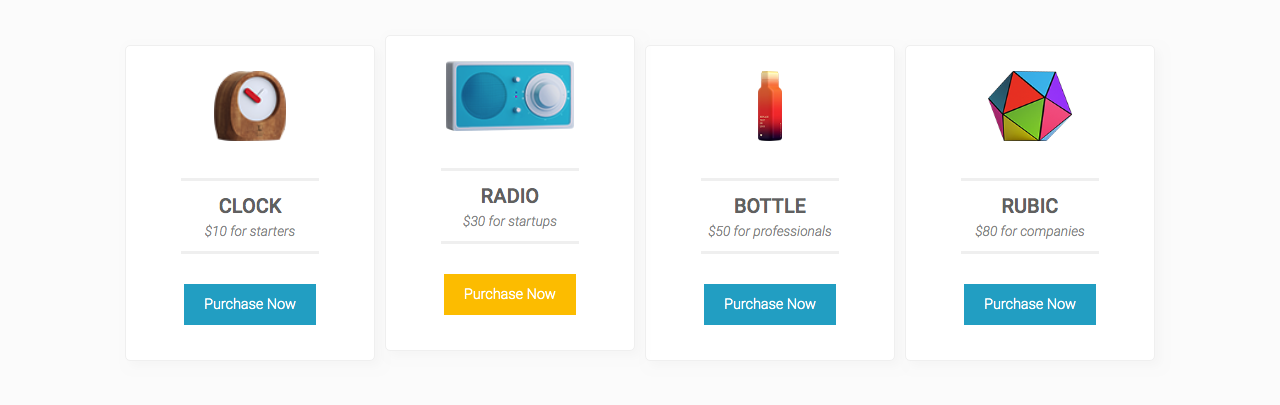 CLOCK
$10 for starters
Purchase Now
RADIO
$30 for startups
Purchase Now
BOTTLE
$50 for professionals
Purchase Now
RUBIC
$80 for companies
Purchase Now